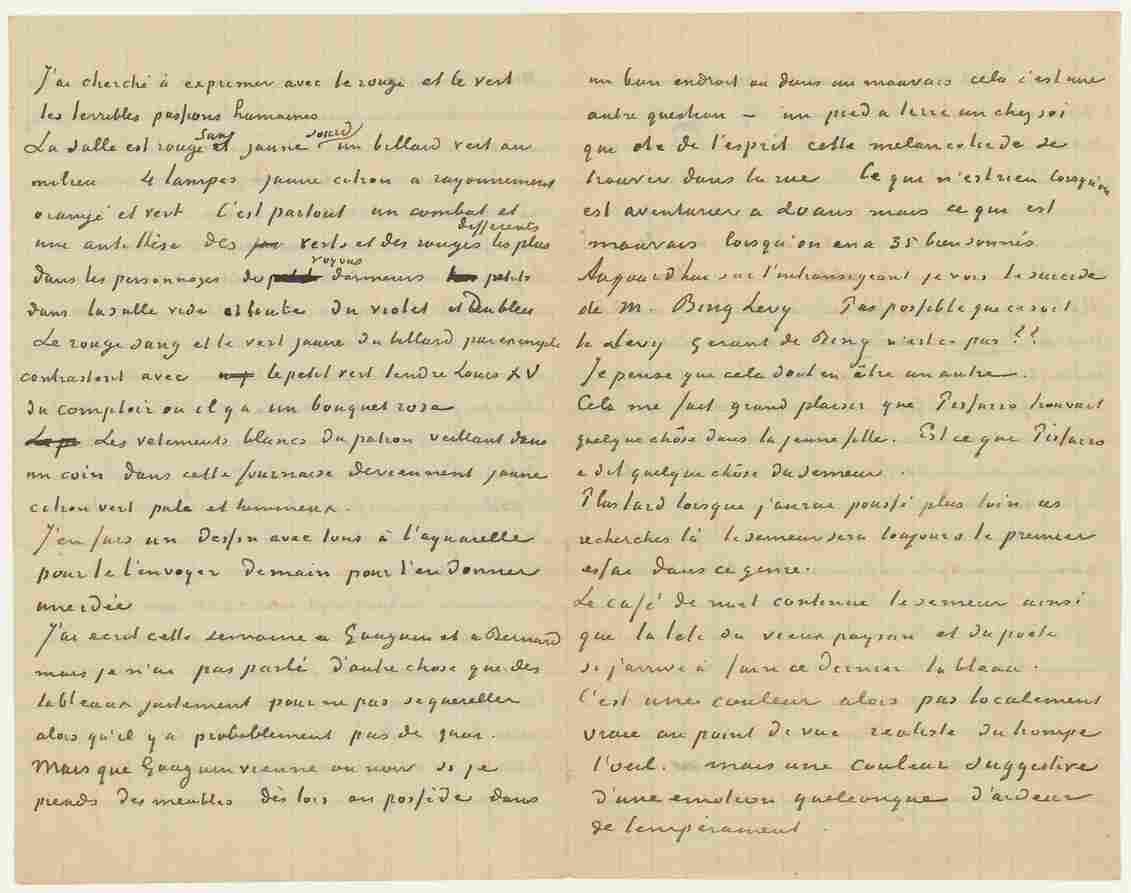 J'ai cherché à exprimer avec le rouge et le vert
les terribles passions humaines
La salle est rouge sang et jaune sourd un billard vert au
milieu 4 lampes jaune citron a rayonnement
orangé et vert C'est partout un combat et
une antithèse des verts et des rouges les plus differents
dans les personnages de voyous dormeurs petits
dans la salle vide et triste du violet et du bleu
Le rouge sang et le vert jaune du billard par exemple
contrastent avec le petit vert tendre Louis XV
du comptoir ou il y a un bouquet rose
Les vetements blancs du patron veillant dans
un coin dans cette fournaise deviennent jaune
citron vert pale et lumineux.
J'en fais un dessin avec tons à l'aquarelle
pour te l'envoyer demain pour t'en donner
une idée
J'ai ecrit cette semaine a Gauguin et a Bernard
mais je n'ai pas parlé d'autre chose que des
tableaux justement pour ne pas se quereller
alors qu'il y a probablement pas de quoi.
Mais que Gauguin vienne ou non si je
prends des meubles dès lors on possède dans
un bon endroit ou dans un mauvais cela c'est une
autre question – un pied a terre un chez soi
que ote de l'esprit cette melancolie de se
trouver dans la rue Ce qui n'est rien lorsqu'on
est aventurier a 20 ans mais ce qui est
mauvais lorsqu'on en a 35 bien sonnés
Aujourd'hui sur l'intransigeant je vois le suicide
de M. Bing Levy Pas possible que ce soit
le Levy gerant de Bing n'est ce pas??
Je pense que cela doit en être un autre.
Cela me fait grand plaisir que Pissarro trouvait
quelque chôse dans la jeune fille. Est ce que Pissarro
a dit quelque chôse du semeur.
Plus tard lorsque j'aurai poussé plus loin ces
recherches là le semeur sera toujours le premier
essai dans ce genre.
Le café de nuit continue le semeur ainsi
que la tete du vieux paysan et du poete
si j'arrive à faire ce dernier tableau.
C'est une couleur alors pas localement
vraie au point de vue realiste du trompe
l'oeil. mais une couleur suggestive
d'une emotion quelconque d'ardeur
de tempérament.